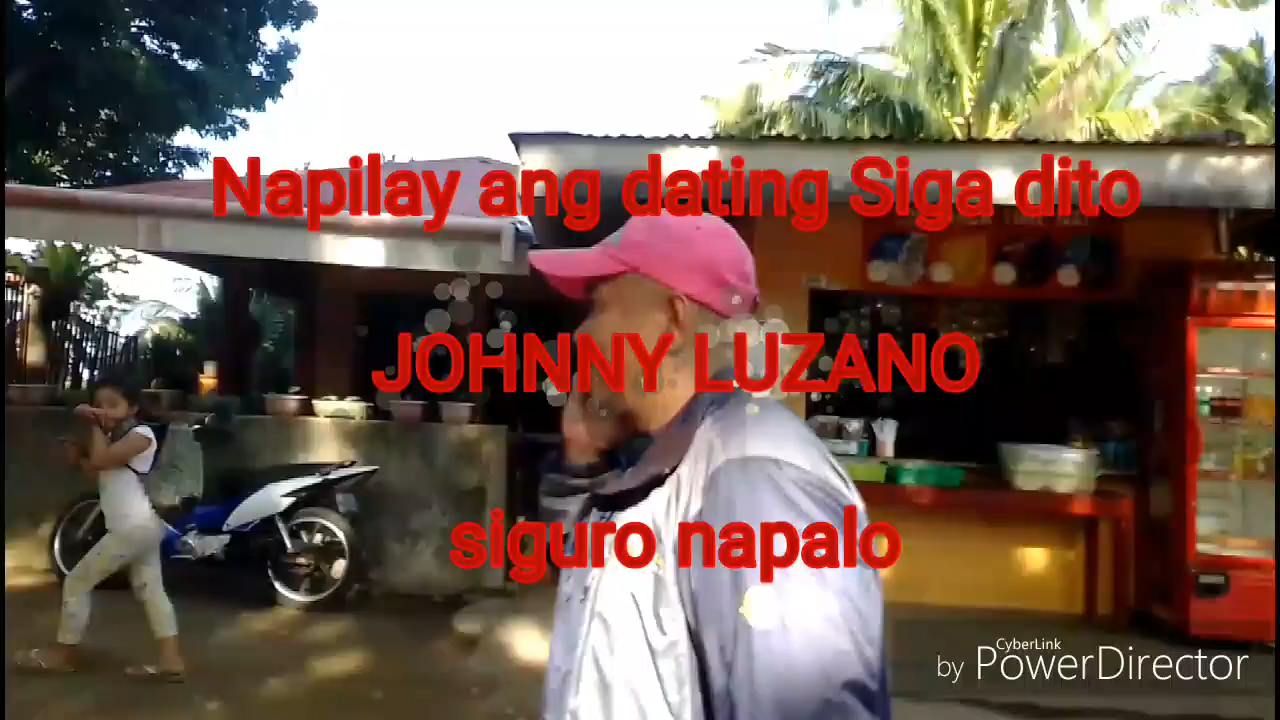 Napilay ang dating Siga dito
JOHNNY LUZANO
siguro napalo
CyberLink
by PowerDirector